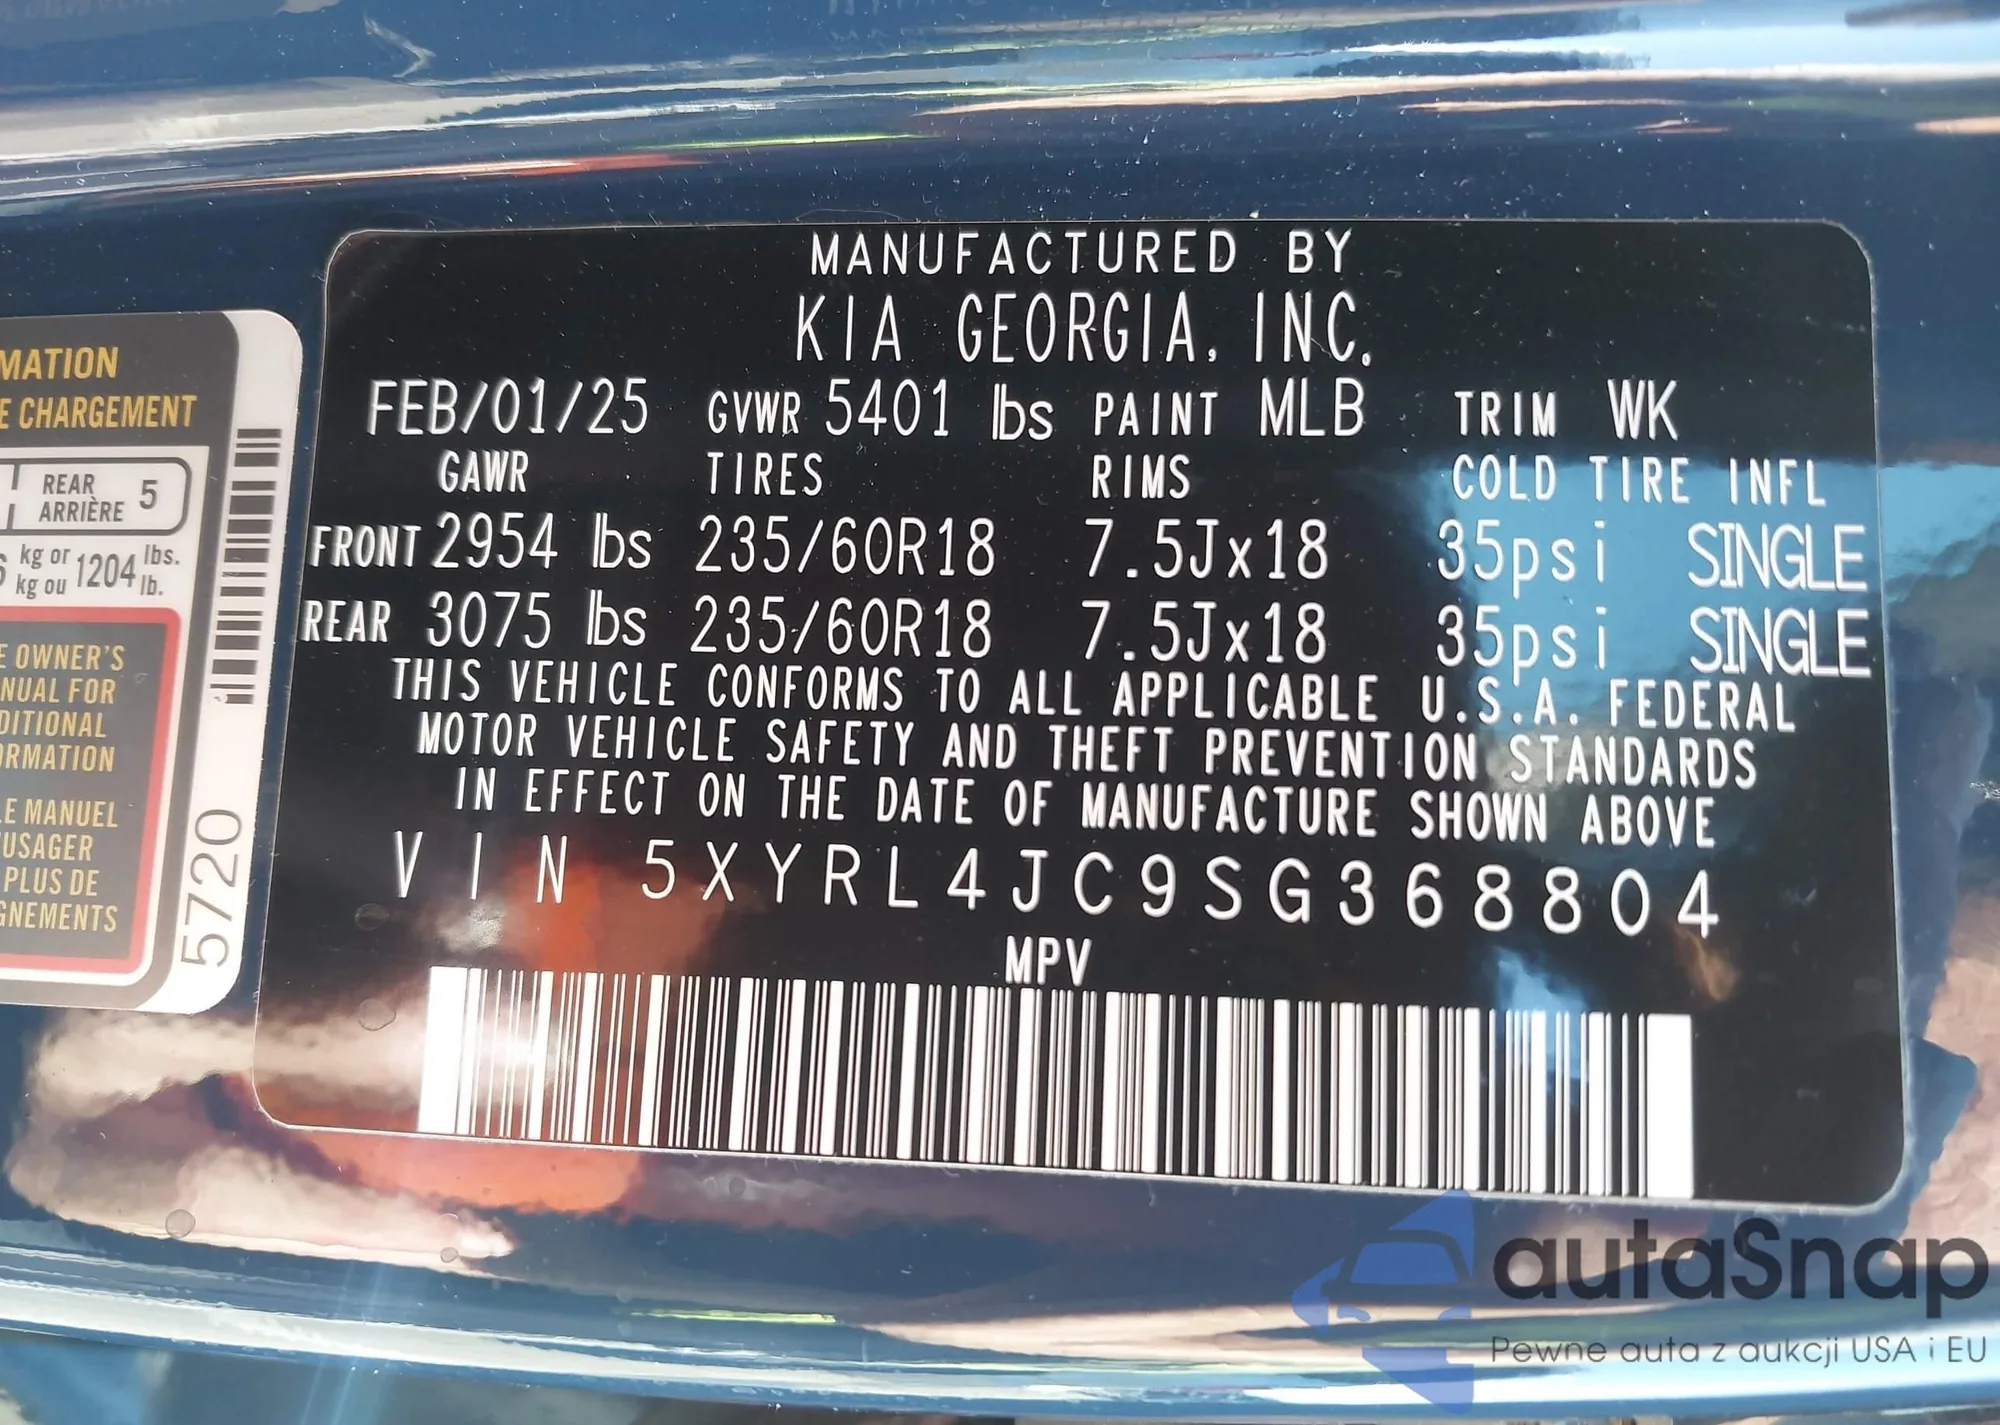 MANUFACTURED BY
KIA GEORGIA, INC.
FEB/01/25 GVWR 5401 lbs PAINT MLB TRIM WK
GAWR TIRES RIMS COLD TIRE INFL
FRONT 2954 lbs 235/60R18 7.5Jx18 35psi SINGLE
REAR 3075 lbs 235/60R18 7.5Jx18 35psi SINGLE
THIS VEHICLE CONFORMS TO ALL APPLICABLE U.S.A. FEDERAL
MOTOR VEHICLE SAFETY AND THEFT PREVENTION STANDARDS
IN EFFECT ON THE DATE OF MANUFACTURE SHOWN ABOVE
VIN 5XYRL4JC9SG368804
MPV
MATION
E CHARGEMENT
REAR 5
ARRIÈRE
kg or 1204 lbs.
kg ou lb.
E OWNER'S
NUAL FOR
DITIONAL
ORMATION
LE MANUEL
USAGER
PLUS DE
GNEMENTS
5720
autaSnap
Pewne auta z aukcji USA i EU